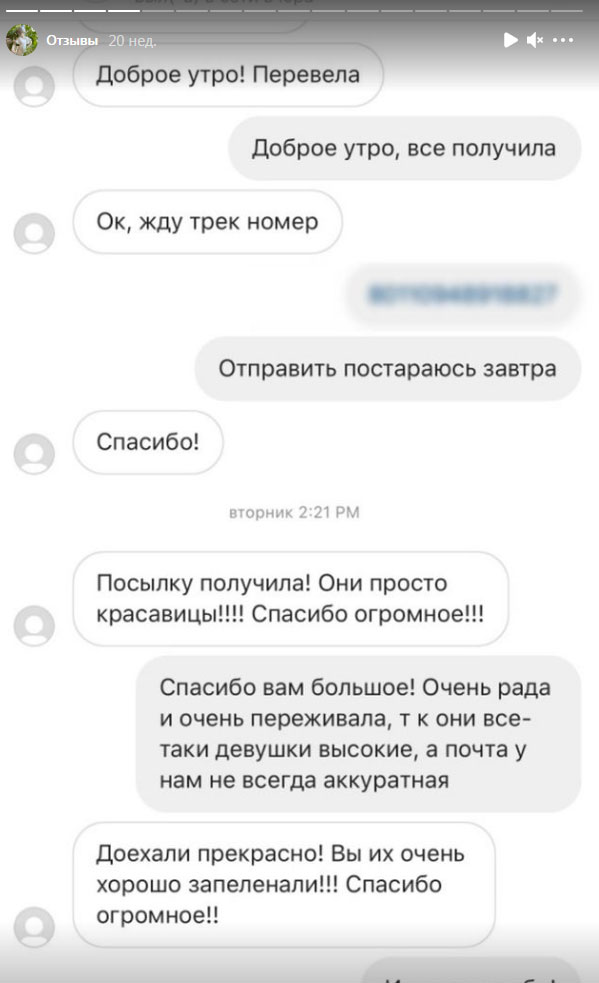 Отзывы 20 нед.
Доброе утро! Перевела
Доброе утро, все получила
Ок, жду трек номер
Отправить постараюсь завтра
Спасибо!
вторник 2:21 PM
Посылку получила! Они просто
красавицы!!!! Спасибо огромное!!!
Спасибо вам большое! Очень рада
и очень переживала, т к они все-
таки девушки высокие, а почта у
нам не всегда аккуратная
Доехали прекрасно! Вы их очень
хорошо запеленали!!! Спасибо
огромное!!